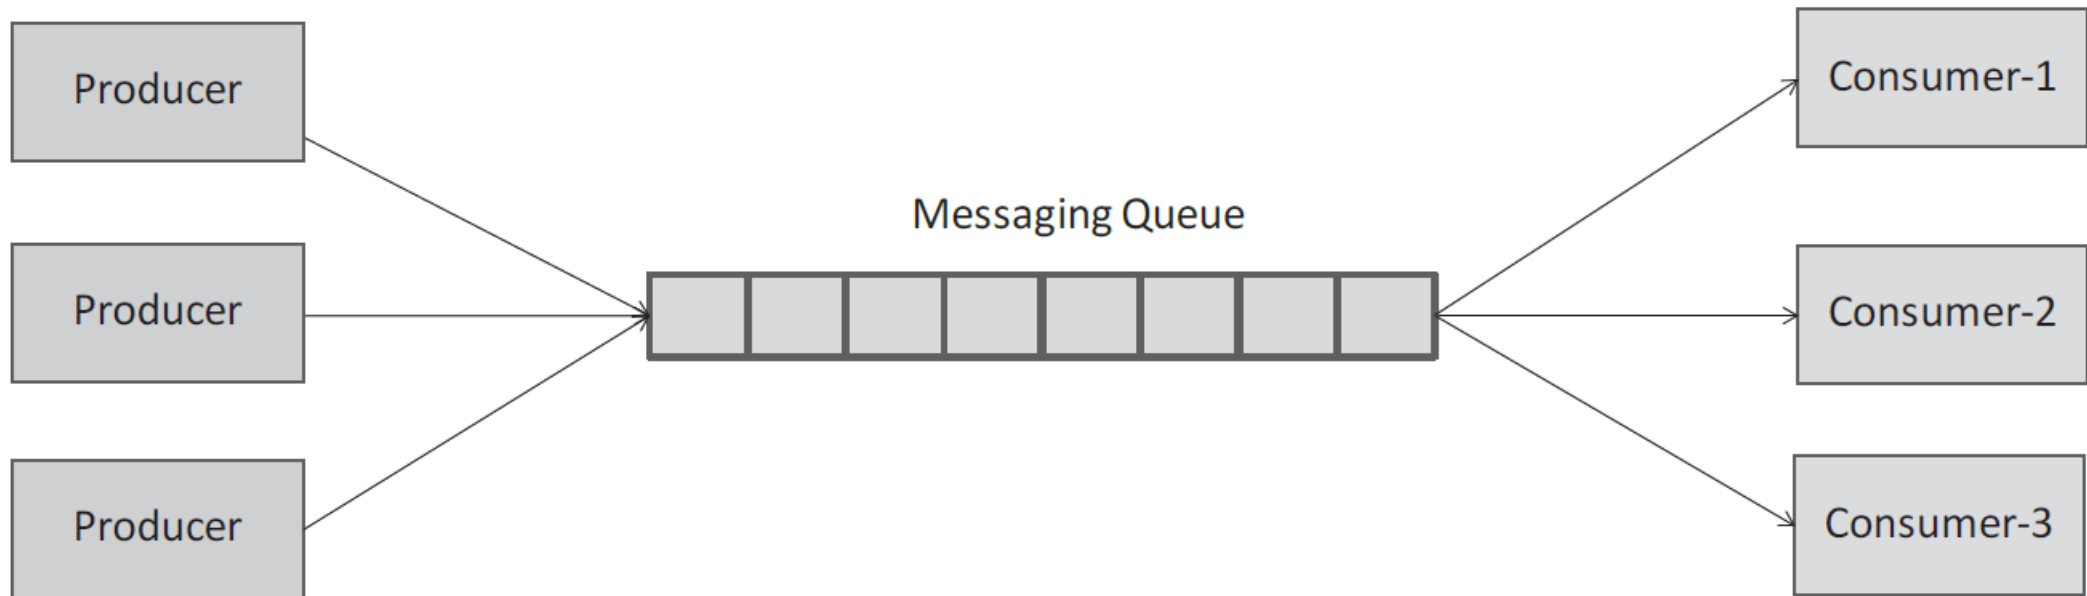 Producer
Consumer-1
Messaging Queue
Producer
Consumer-2
Producer
Consumer-3